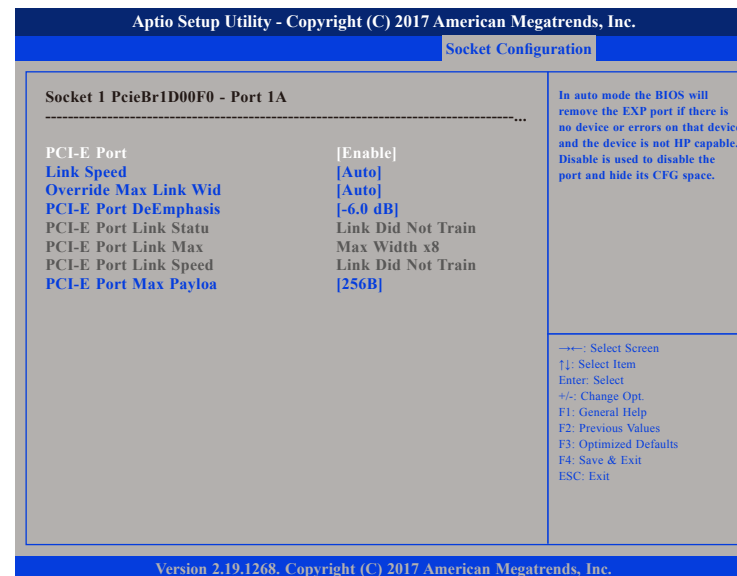 Aptio Setup Utility - Copyright (C) 2017 American Megatrends, Inc.
Socket Configuration
Socket 1 PcieBr1D00F0 - Port 1A
------------------------------------------------------------------------------------...
PCI-E Port [Enable]
Link Speed [Auto]
Override Max Link Wid [Auto]
PCI-E Port DeEmphasis [-6.0 dB]
PCI-E Port Link Statu Link Did Not Train
PCI-E Port Link Max Max Width x8
PCI-E Port Link Speed Link Did Not Train
PCI-E Port Max Payloa [256B]
In auto mode the BIOS will
remove the EXP port if there is
no device or errors on that device
and the device is not HP capable.
Disable is used to disable the
port and hide its CFG space.
→←: Select Screen
↑↓: Select Item
Enter: Select
+/-: Change Opt.
F1: General Help
F2: Previous Values
F3: Optimized Defaults
F4: Save & Exit
ESC: Exit
Version 2.19.1268. Copyright (C) 2017 American Megatrends, Inc.